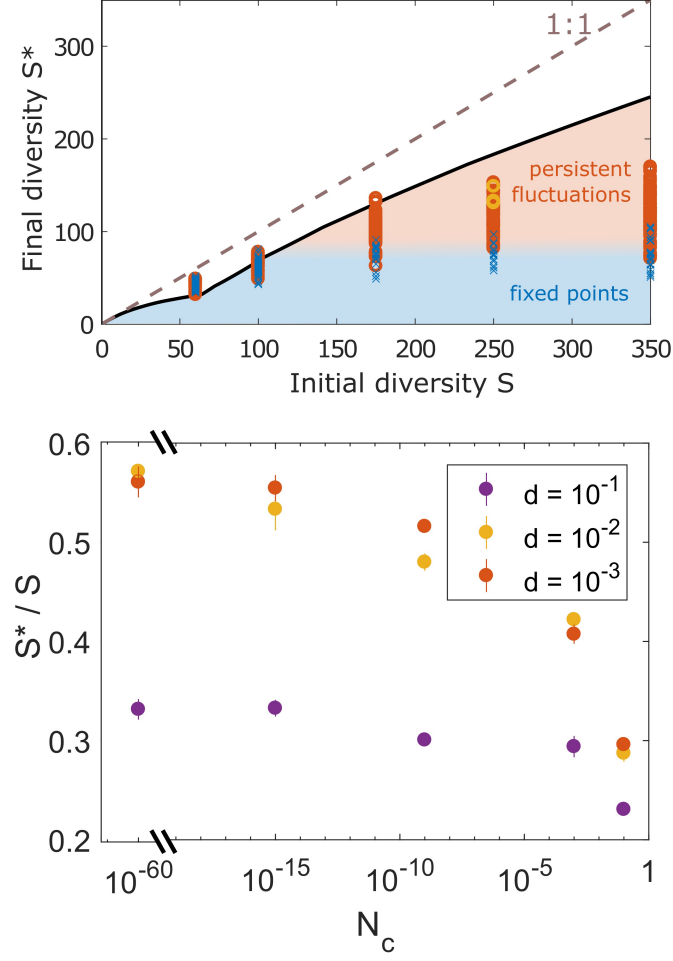 300
200
100
0
Final diversity S*
1:1
persistent
fluctuations
fixed points
0 50 100 150 200 250 300 350
Initial diversity S
0.6
0.5
0.4
0.3
0.2
S* / S
d = 10-1
d = 10-2
d = 10-3
10-60 10-15 10-10 10-5 1
Nc